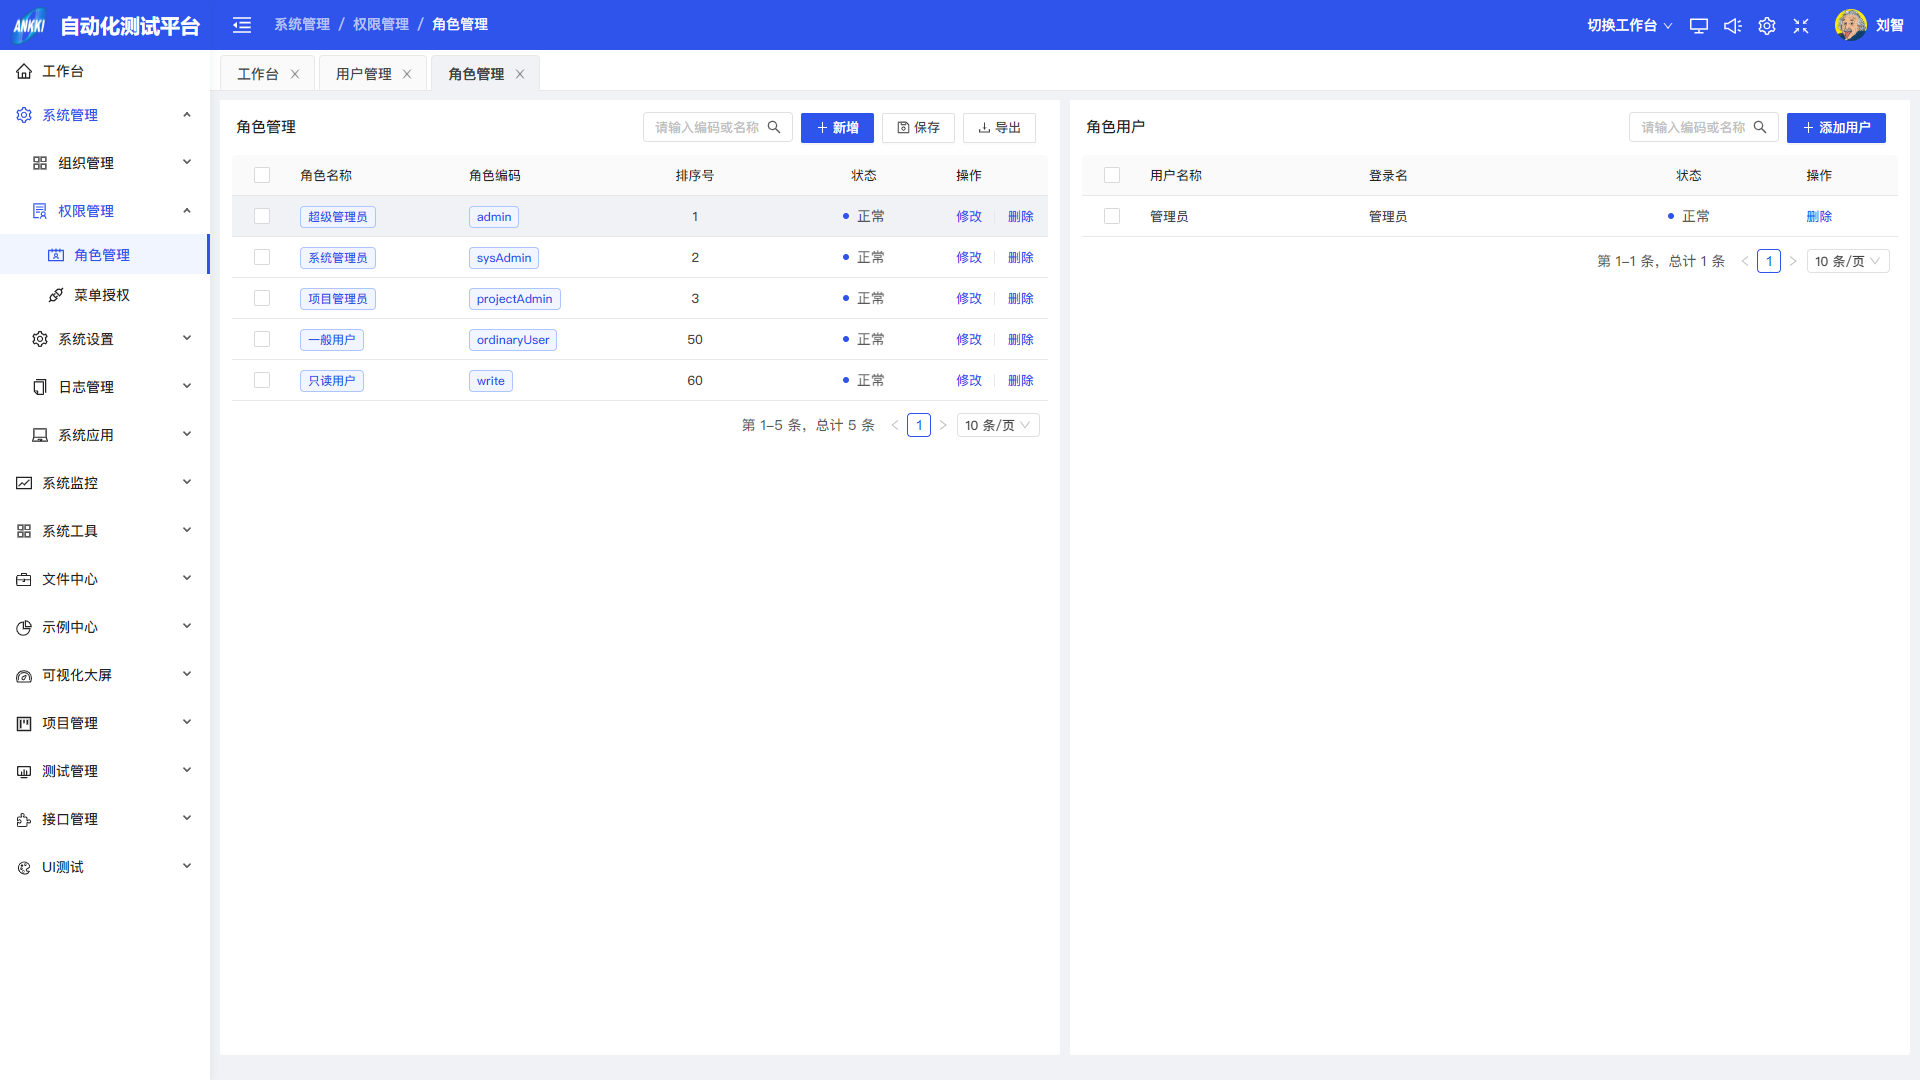 ANKKI 自动化测试平台
系统管理 / 权限管理 / 角色管理
切换工作台
刘智
工作台
系统管理
组织管理
权限管理
角色管理
菜单授权
系统设置
日志管理
系统应用
系统监控
系统工具
文件中心
示例中心
可视化大屏
项目管理
测试管理
接口管理
UI测试
工作台 用户管理 角色管理
角色管理 请输入编码或名称 新增 保存 导出
角色名称 角色编码 排序号 状态 操作
超级管理员 admin 1 正常 修改 删除
系统管理员 sysAdmin 2 正常 修改 删除
项目管理员 projectAdmin 3 正常 修改 删除
一般用户 ordinaryUser 50 正常 修改 删除
只读用户 write 60 正常 修改 删除
第 1-5 条，总计 5 条 < 1 > 10 条/页
角色用户 请输入编码或名称 添加用户
用户名称 登录名 状态 操作
管理员 管理员 正常 删除
第 1-1 条，总计 1 条 < 1 > 10 条/页